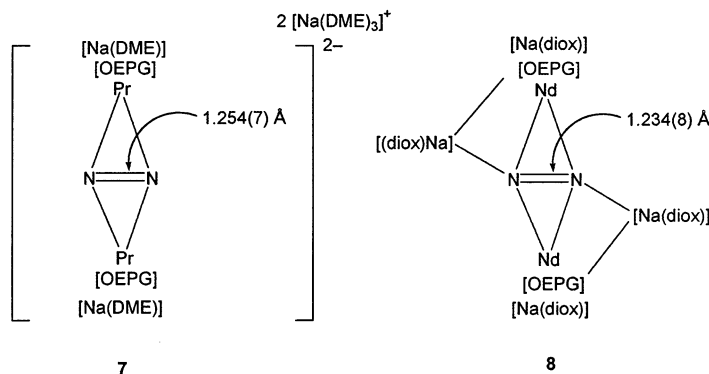 2 [Na(DME)3]+
2–
[Na(DME)]
[OEPG]
Pr
1.254(7) Å
N N
Pr
[OEPG]
[Na(DME)]
7
[Na(diox)]
[OEPG]
Nd
1.234(8) Å
[(diox)Na]
N N
[Na(diox)]
Nd
[OEPG]
[Na(diox)]
8